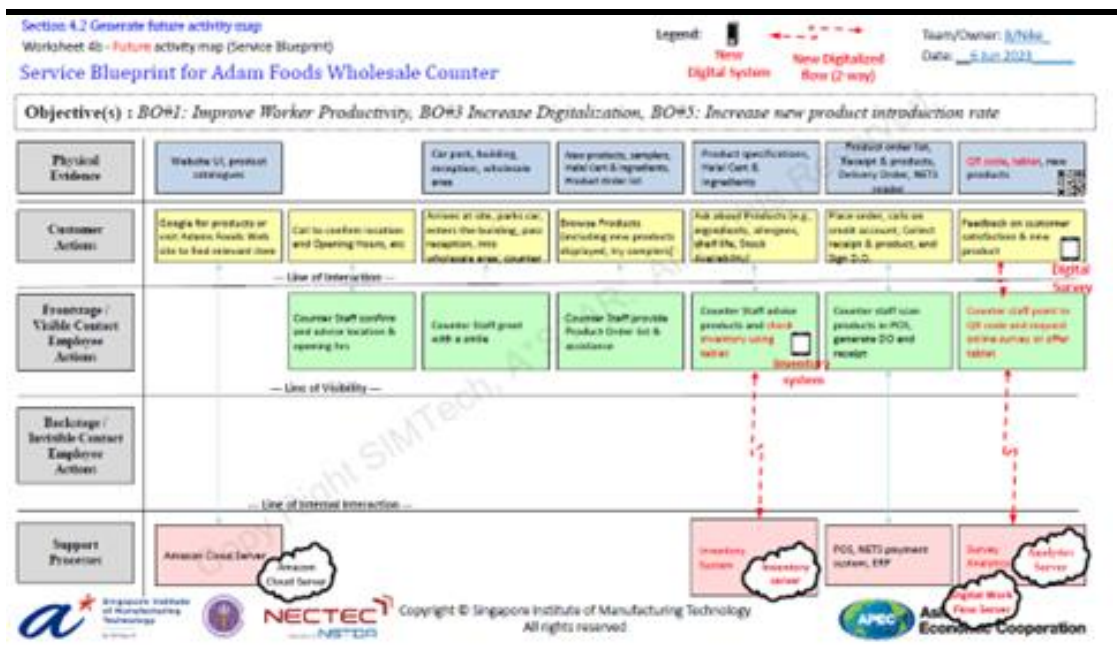 Section 4.2 Generate future activity map
Worksheet 4b - Future activity map (Service Blueprint)
Service Blueprint for Adam Foods Wholesale Counter
Legend:
New
Digital System
New Digitalized
flow (2-way)
Team/Owner:
Date: 6 Jun 2023
Objective(s) : BO#1: Improve Worker Productivity, BO#3 Increase Digitalization, BO#5: Increase new product introduction rate
Physical
Evidence
Website UI, product
catalogues
Car park, building,
reception, wholesale
area
New products, samplers,
Halal Cert & Ingredients,
Product Order list
Product specifications,
Halal Cert &
Ingredients
Product order list,
Receipt & products,
Delivery Order, NETS
reader
QR code, tablet, new
products
Customer
Actions
Google for products or
visit Adams Foods Web
site to find relevant item
Call to confirm location
and Opening Hours, etc
Arrives at site, parks car,
enters the building, pass
reception, into
wholesale area, counter
Browse Products
(including new products
displayed, try samplers)
Ask about Products (e.g.
ingredients, allergens,
shelf life, Stock
Availability)
Place order, calls on
credit account, Collect
receipt & product, and
Sign D.O.
Feedback on customer
satisfaction & new
product
--- Line of Interaction ---
Digital
Survey
Frontstage /
Visible Contact
Employee
Actions
Counter Staff confirm
and advise location &
opening hrs
Counter Staff greet
with a smile
Counter Staff provide
Product Order list &
assistance
Counter Staff advise
products and check
inventory using
tablet
Inventory
system
Counter staff scan
products in POS,
generate DO and
receipt
Counter staff point to
QR code and request
online survey or offer
tablet
--- Line of Visibility ---
Backstage /
Invisible Contact
Employee
Actions
--- Line of Internal Interaction ---
Support
Processes
Amazon Cloud Server
Amazon
Cloud Server
Inventory
System
Inventory
server
POS, NETS payment
system, ERP
Survey
Analytics
Analytics
Server
Digital Work
Flow Server
Singapore Institute
of Manufacturing
Technology
NECTEC
NSTDA
Copyright © Singapore Institute of Manufacturing Technology
All rights reserved
APEC
Economic Cooperation